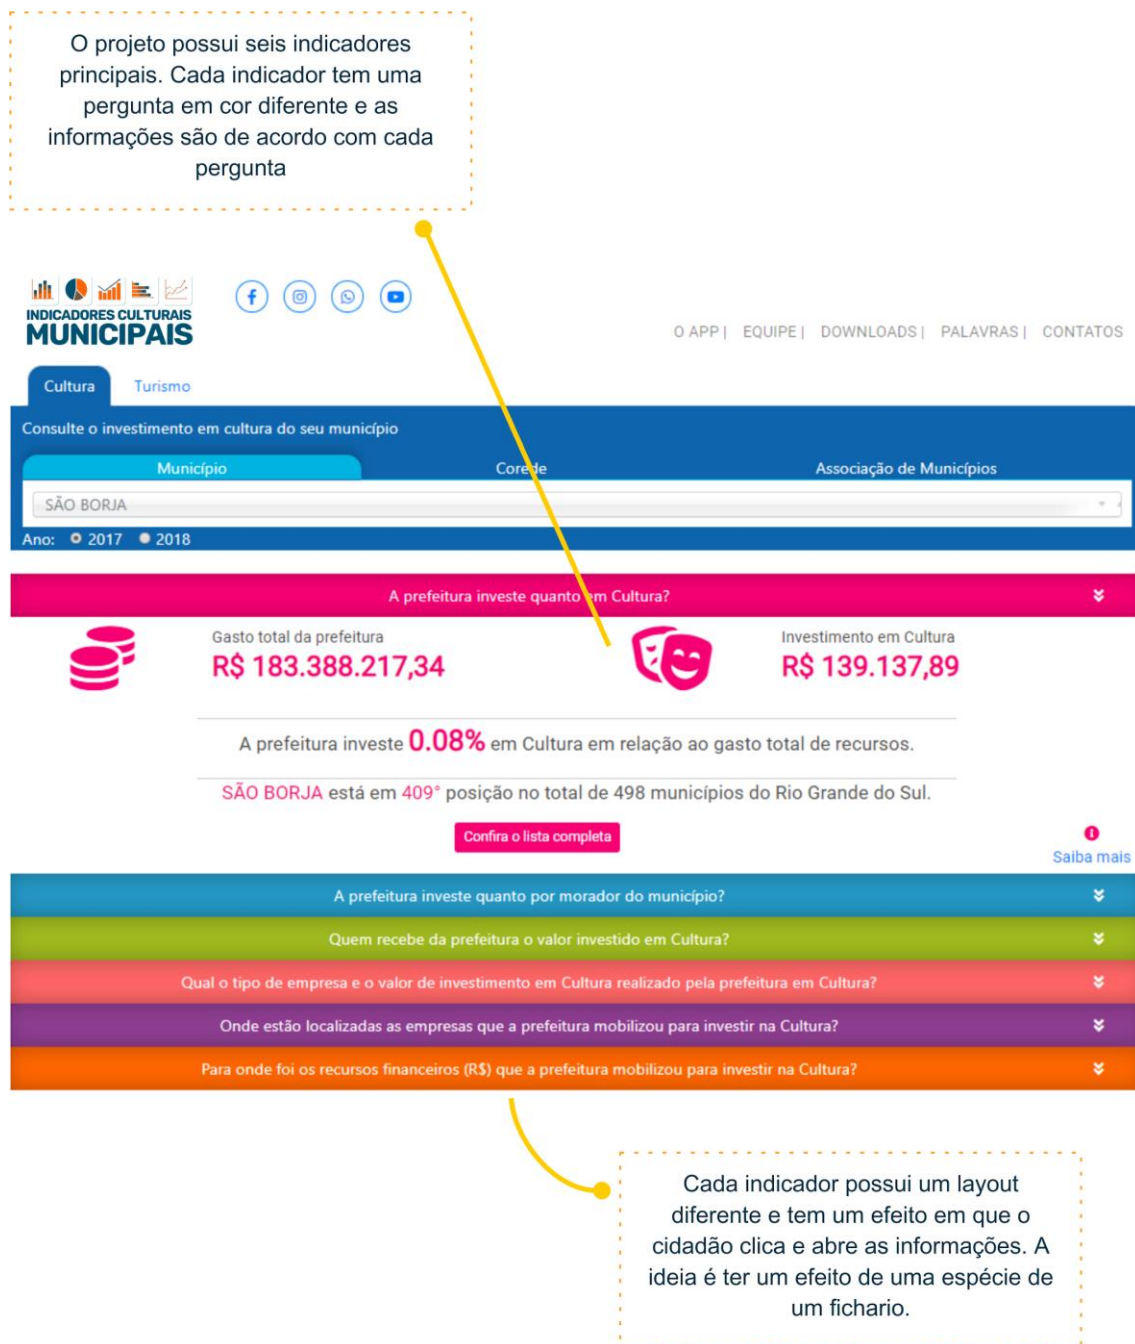 O projeto possui seis indicadores
principais. Cada indicador tem uma
pergunta em cor diferente e as
informações são de acordo com cada
pergunta
INDICADORES CULTURAIS
MUNICIPAIS
O APP | EQUIPE | DOWNLOADS | PALAVRAS | CONTATOS
Cultura Turismo
Consulte o investimento em cultura do seu município
Município Corede Associação de Municípios
SÃO BORJA
Ano: 2017 2018
A prefeitura investe quanto em Cultura?
Gasto total da prefeitura Investimento em Cultura
R$ 183.388.217,34 R$ 139.137,89
A prefeitura investe 0.08% em Cultura em relação ao gasto total de recursos.
SÃO BORJA está em 409° posição no total de 498 municípios do Rio Grande do Sul.
Confira o lista completa
Saiba mais
A prefeitura investe quanto por morador do município?
Quem recebe da prefeitura o valor investido em Cultura?
Qual o tipo de empresa e o valor de investimento em Cultura realizado pela prefeitura em Cultura?
Onde estão localizadas as empresas que a prefeitura mobilizou para investir na Cultura?
Para onde foi os recursos financeiros (R$) que a prefeitura mobilizou para investir na Cultura?
Cada indicador possui um layout
diferente e tem um efeito em que o
cidadão clica e abre as informações. A
ideia é ter um efeito de uma espécie de
um fichario.